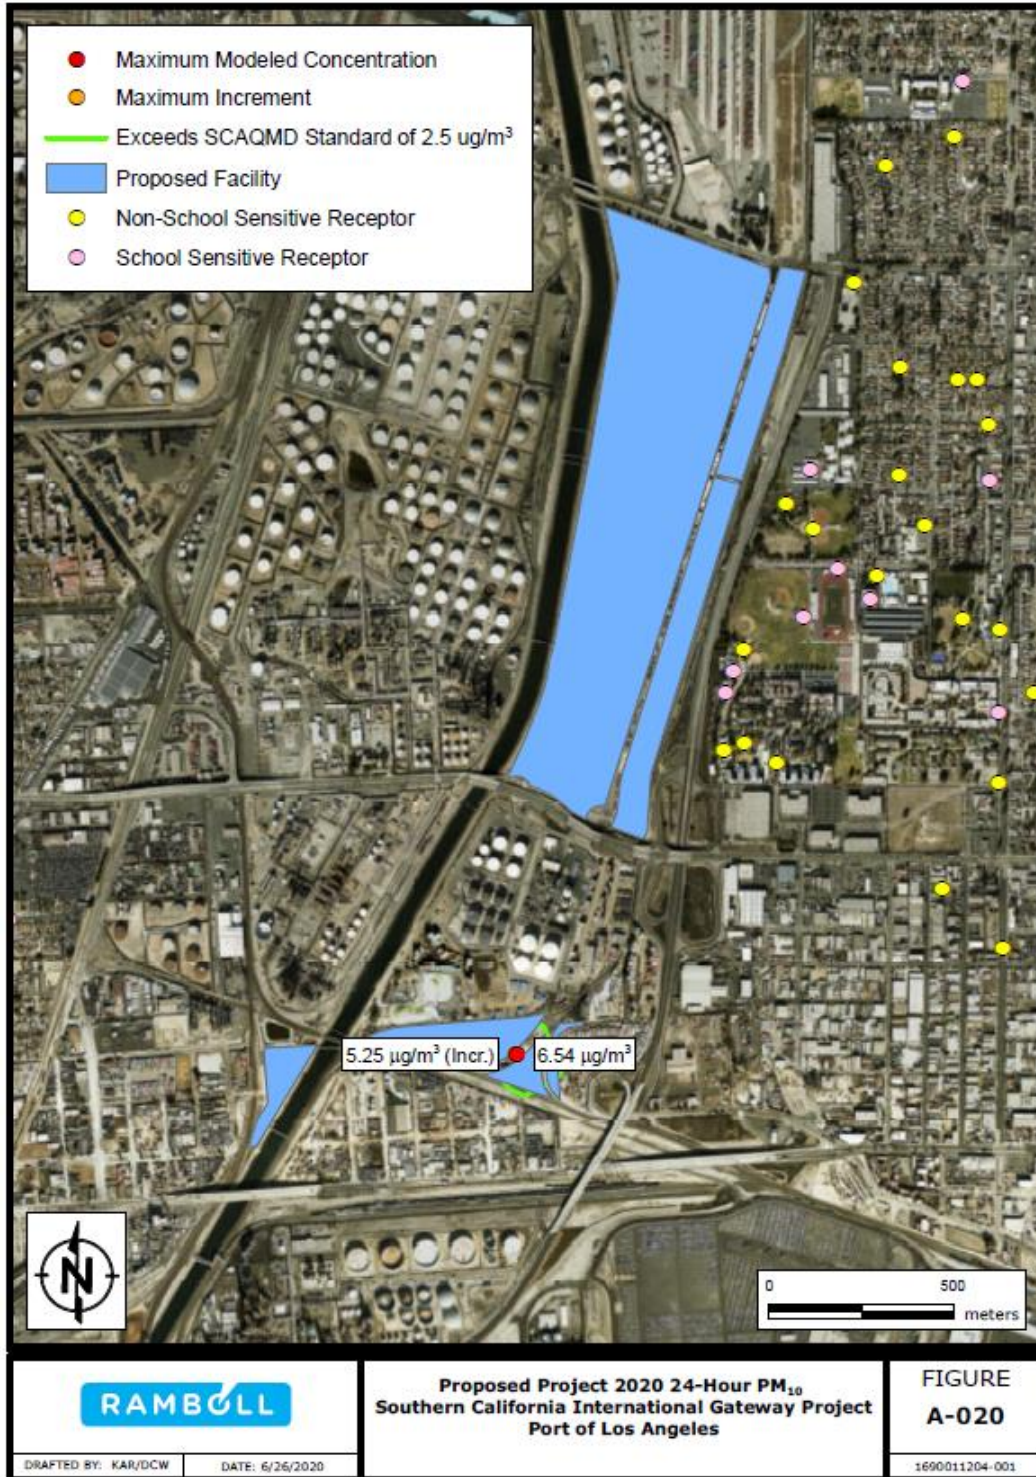 Maximum Modeled Concentration
Maximum Increment
Exceeds SCAQMD Standard of 2.5 ug/m³
Proposed Facility
Non-School Sensitive Receptor
School Sensitive Receptor
5.25 µg/m³ (Incr.)
6.54 µg/m³
N
0 500
meters
RAMBOLL
DRAFTED BY: KAR/DCW
DATE: 6/26/2020
Proposed Project 2020 24-Hour PM₁₀
Southern California International Gateway Project
Port of Los Angeles
FIGURE
A-020
1690011204-001